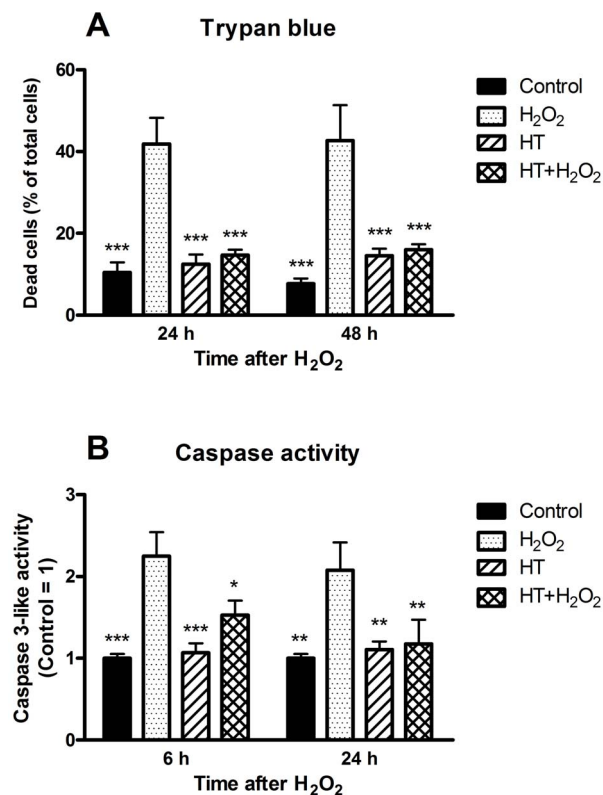 A Trypan blue
Dead cells (% of total cells)
60
40
20
0
*** *** *** *** *** ***
24 h 48 h
Time after H₂O₂
Control
H₂O₂
HT
HT+H₂O₂
B Caspase activity
Caspase 3-like activity
(Control = 1)
3
2
1
0
*** *** * ** ** **
6 h 24 h
Time after H₂O₂
Control
H₂O₂
HT
HT+H₂O₂